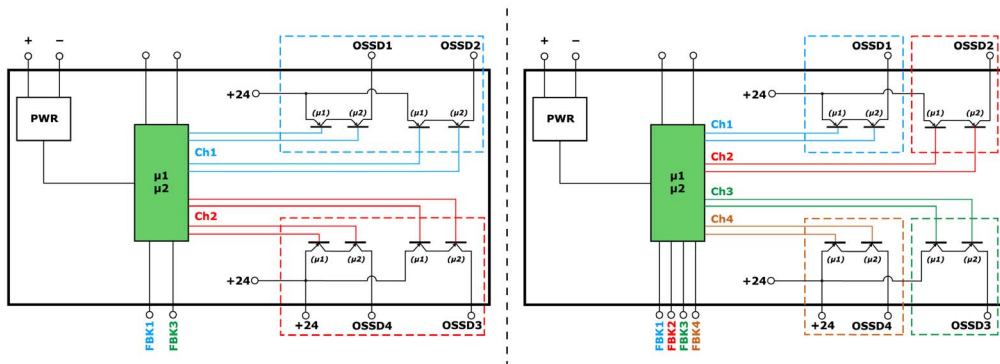 + −
OSSD1 OSSD2
+24
(µ1) (µ2) (µ1) (µ2)
PWR
Ch1
µ1
µ2
Ch2
(µ1) (µ2) (µ1) (µ2)
+24
+24 OSSD4 OSSD3
FBK1
FBK3
+ −
OSSD1 OSSD2
+24
(µ1) (µ2) (µ1) (µ2)
PWR
Ch1
Ch2
µ1
µ2
Ch3
Ch4
(µ1) (µ2) (µ1) (µ2)
+24
+24 OSSD4 OSSD3
FBK1
FBK2
FBK3
FBK4